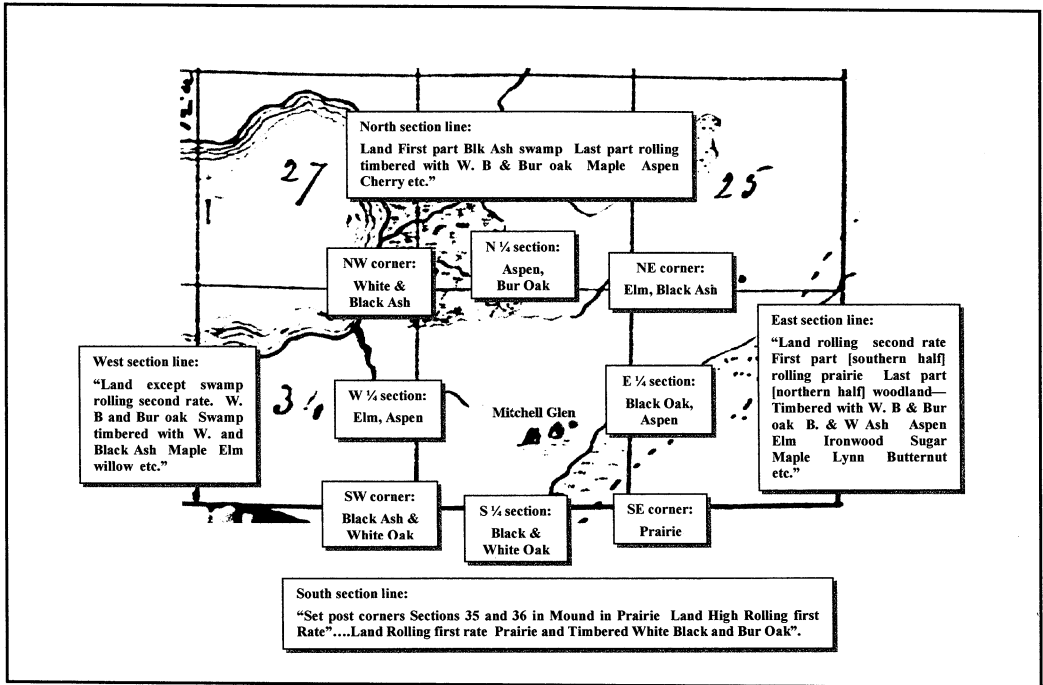 12'a
North section line:
Land First part Blk Ash swamp Last part rolling
timbered with W. B & Bur oak Maple Aspen
Cherry etc.”
27
25
NW corner:
White &
Black Ash
N ¼ section:
Aspen,
Bur Oak
NE corner:
Elm, Black Ash
West section line:
“Land except swamp
rolling second rate. W.
B and Bur oak Swamp
timbered with W. and
Black Ash Maple Elm
willow etc.”
W ¼ section:
Elm, Aspen
Mitchell Glen
E ¼ section:
Black Oak,
Aspen
East section line:
“Land rolling second rate
First part [southern half]
rolling prairie Last part
[northern half] woodland—
Timbered with W. B & Bur
oak B. & W Ash Aspen
Elm Ironwood Sugar
Maple Lynn Butternut
etc.”
SW corner:
Black Ash &
White Oak
S ¼ section:
Black &
White Oak
SE corner:
Prairie
South section line:
“Set post corners Sections 35 and 36 in Mound in Prairie Land High Rolling first
Rate”….Land Rolling first rate Prairie and Timbered White Black and Bur Oak”.